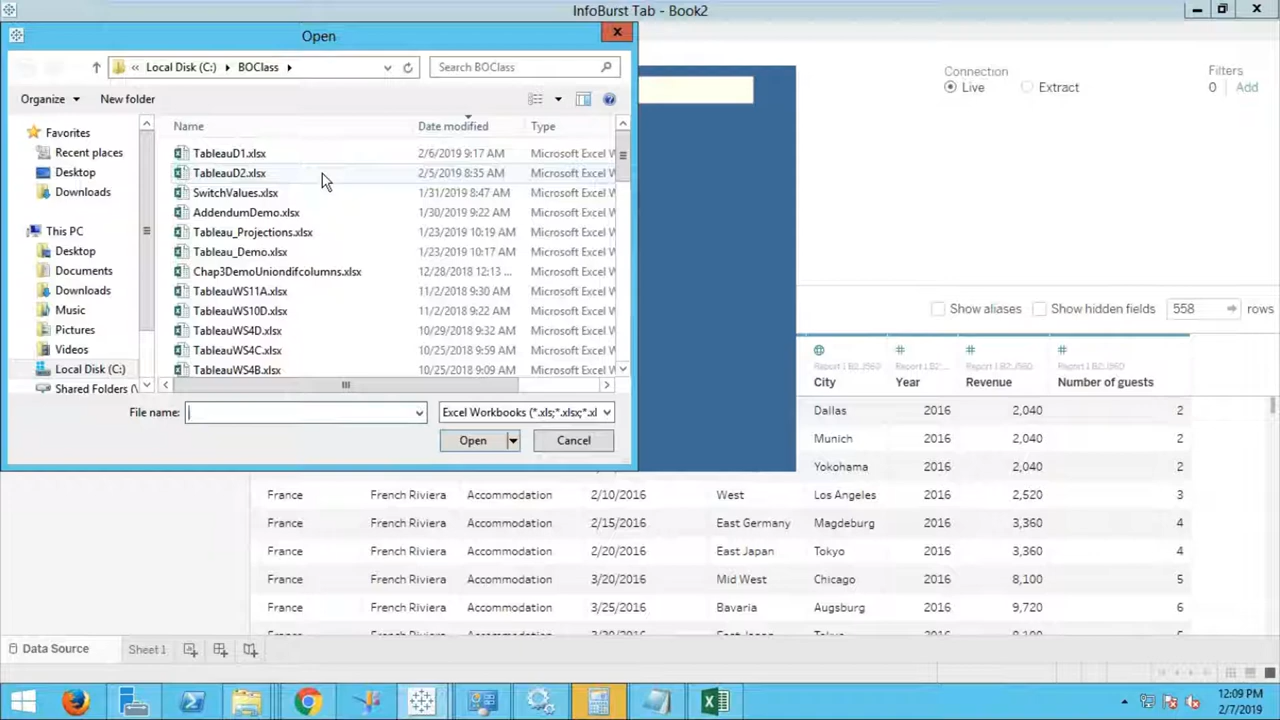 InfoBurst Tab - Book2
Open
Local Disk (C:) BOClass
Search BOClass
Organize
New folder
Connection
Live
Extract
Filters
0
Add
Favorites
Recent places
Desktop
Downloads
This PC
Desktop
Documents
Downloads
Music
Pictures
Videos
Local Disk (C:)
Name Date modified Type
TableauD1.xlsx 2/6/2019 9:17 AM Microsoft Excel W
TableauD2.xlsx 2/5/2019 8:35 AM Microsoft Excel W
SwitchValues.xlsx 1/31/2019 8:47 AM Microsoft Excel W
AddendumDemo.xlsx 1/30/2019 9:22 AM Microsoft Excel W
Tableau_Projections.xlsx 1/23/2019 10:19 AM Microsoft Excel W
Tableau_Demo.xlsx 1/23/2019 10:17 AM Microsoft Excel W
Chap3DemoUniondifcolumns.xlsx 12/28/2018 12:13 ... Microsoft Excel W
TableauWS11A.xlsx 11/2/2018 9:30 AM Microsoft Excel W
TableauWS10D.xlsx 11/2/2018 9:22 AM Microsoft Excel W
TableauWS4D.xlsx 10/29/2018 9:32 AM Microsoft Excel W
TableauWS4C.xlsx 10/25/2018 9:59 AM Microsoft Excel W
TableauWS4B.xlsx 10/25/2018 9:09 AM Microsoft Excel W
Shared Folders (\
File name:
Excel Workbooks (*.xls;*.xlsx;*.xl
Open
Cancel
Show aliases
Show hidden fields
558
rows
City Year Revenue Number of guests
Dallas 2016 2,040 2
Munich 2016 2,040 2
Yokohama 2016 2,040 2
France French Riviera Accommodation 2/10/2016 West Los Angeles 2016 2,520 3
France French Riviera Accommodation 2/15/2016 East Germany Magdeburg 2016 3,360 4
France French Riviera Accommodation 2/20/2016 East Japan Tokyo 2016 3,360 4
France French Riviera Accommodation 3/20/2016 Mid West Chicago 2016 8,100 5
France French Riviera Accommodation 3/25/2016 Bavaria Augsburg 2016 9,720 6
Data Source
Sheet 1
12:09 PM
2/7/2019